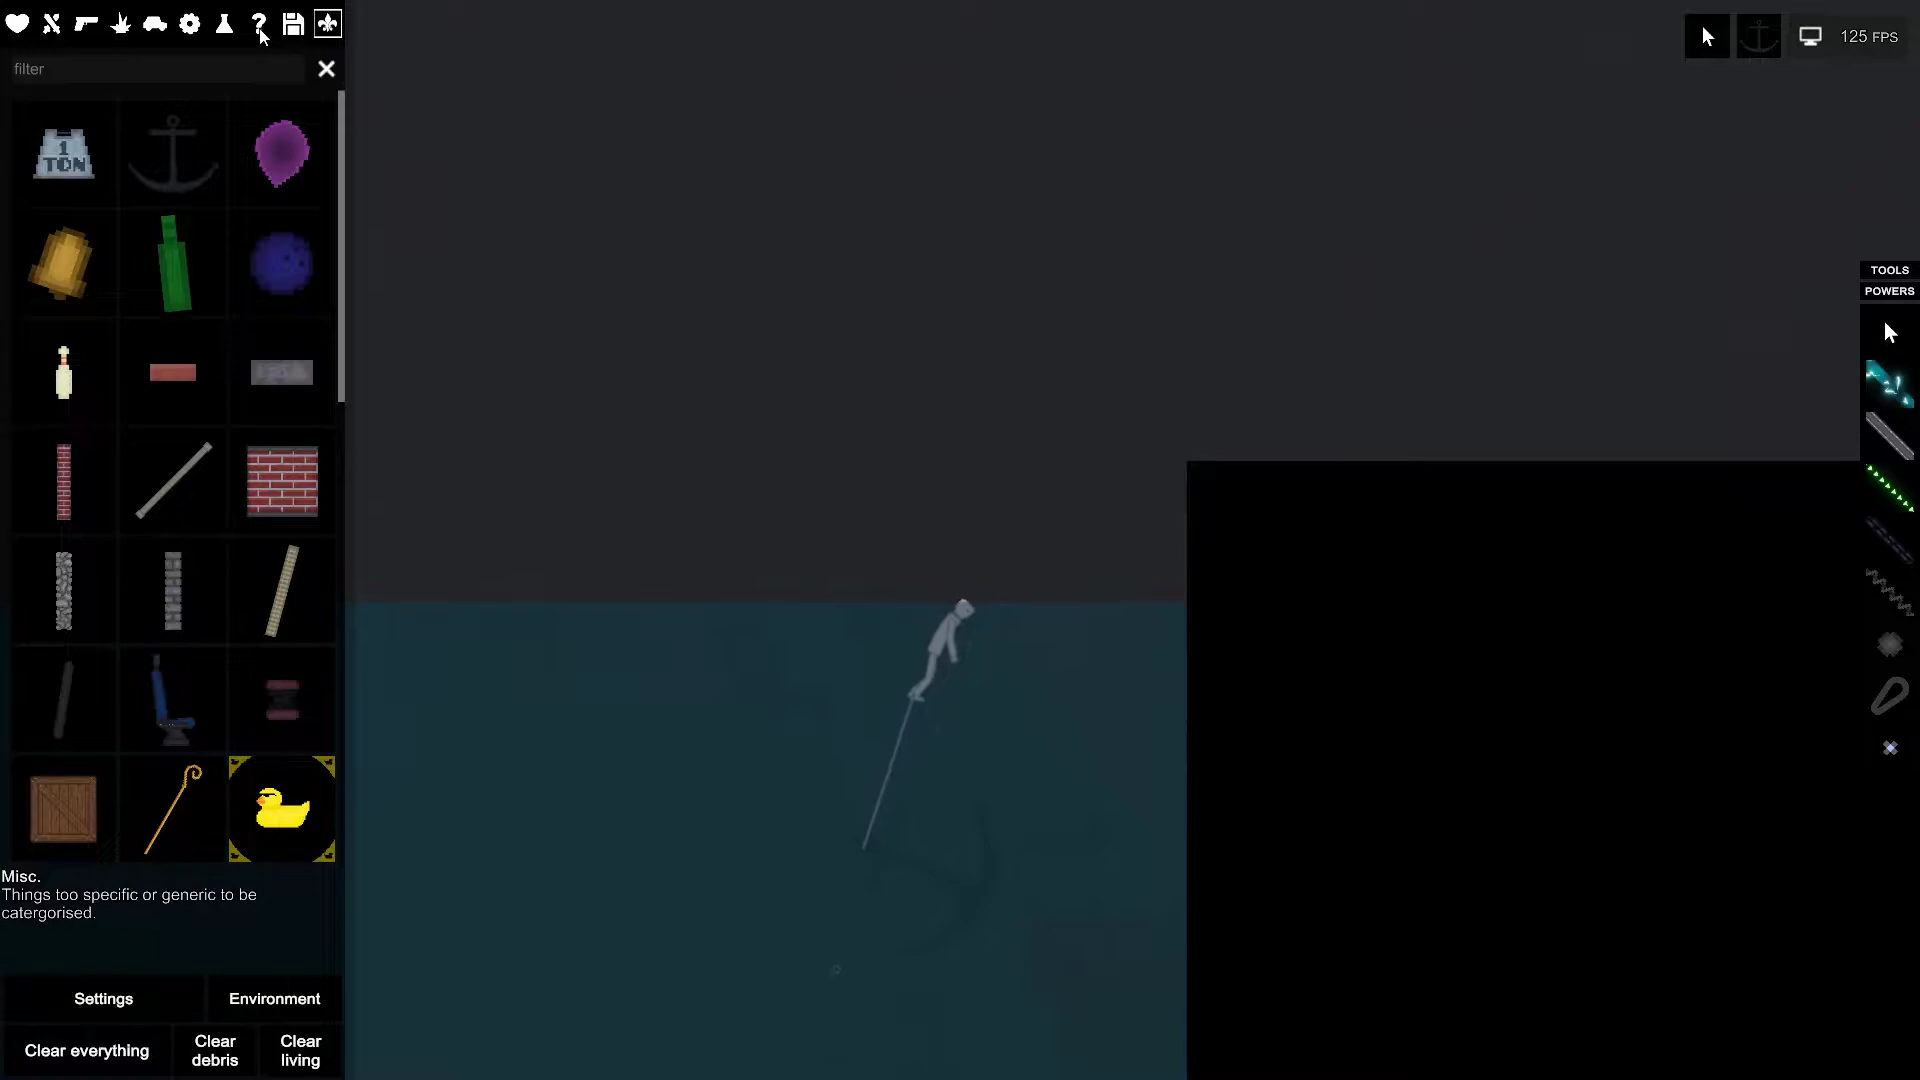 125 FPS
filter
1
TON
TOOLS
POWERS
Misc.
Things too specific or generic to be
catergorised.
Settings
Environment
Clear everything
Clear
debris
Clear
living